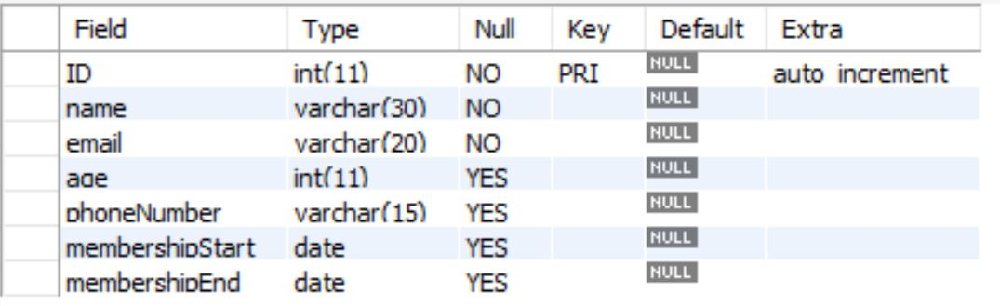 Field Type Null Key Default Extra
ID int(11) NO PRI NULL auto_increment
name varchar(30) NO NULL
email varchar(20) NO NULL
age int(11) YES NULL
phoneNumber varchar(15) YES NULL
membershipStart date YES NULL
membershipEnd date YES NULL